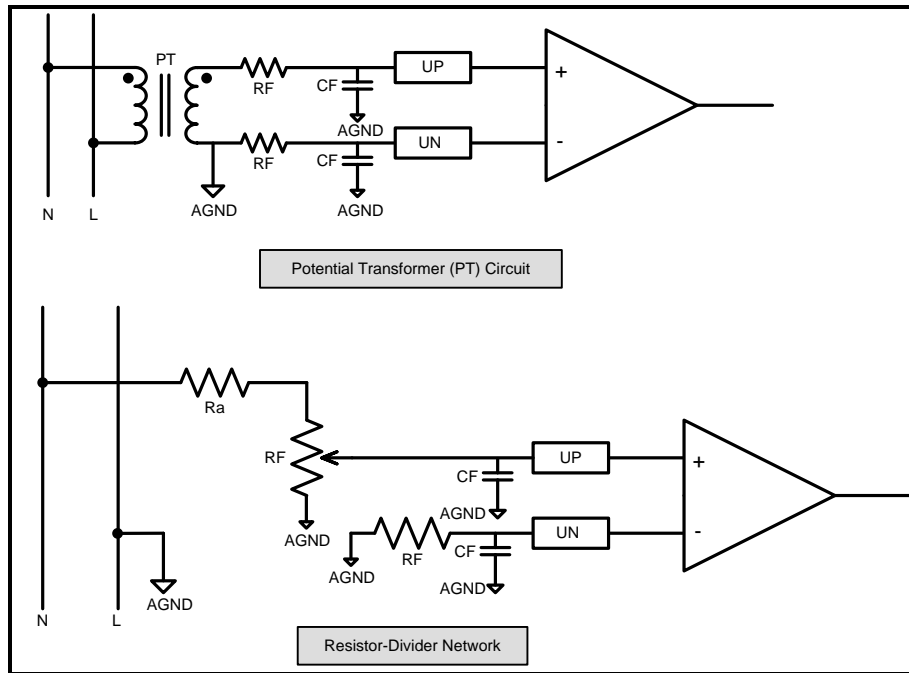 PT
RF
CF
UP
+
AGND
RF
CF
UN
-
AGND
AGND
N
L
Potential Transformer (PT) Circuit
Ra
RF
CF
UP
+
AGND
AGND
RF
CF
UN
-
AGND
AGND
AGND
N
L
Resistor-Divider Network